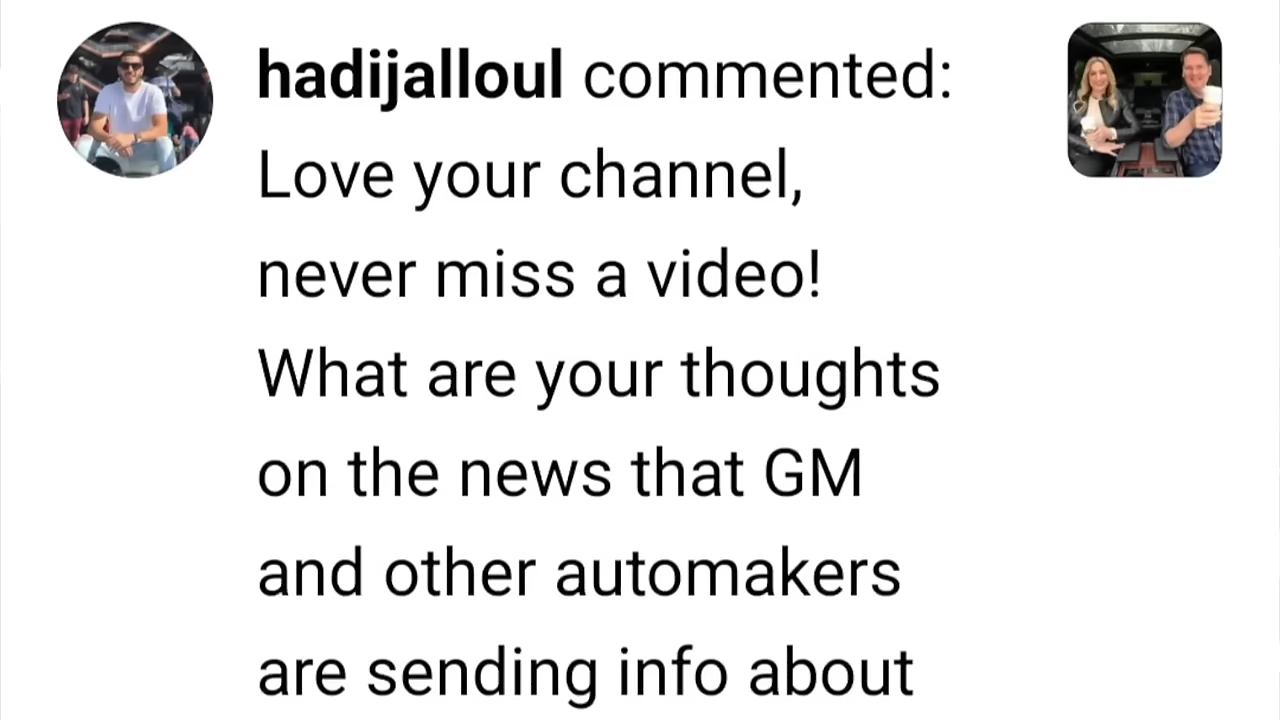 hadijalloul commented:
Love your channel,
never miss a video!
What are your thoughts
on the news that GM
and other automakers
are sending info about